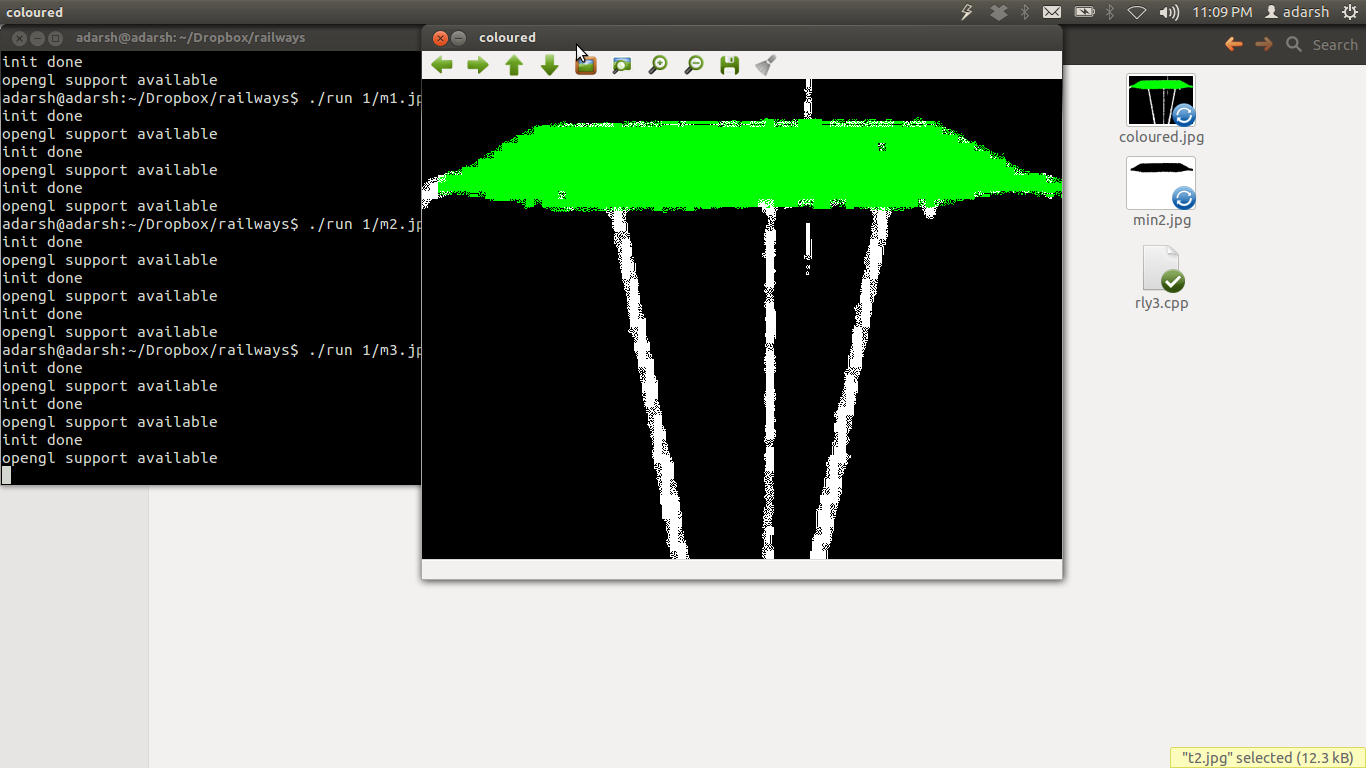 coloured
11:09 PM
adarsh
adarsh@adarsh: ~/Dropbox/railways
init done
opengl support available
adarsh@adarsh:~/Dropbox/railways$ ./run 1/m1.jp
init done
opengl support available
init done
opengl support available
init done
opengl support available
adarsh@adarsh:~/Dropbox/railways$ ./run 1/m2.jp
init done
opengl support available
init done
opengl support available
init done
opengl support available
adarsh@adarsh:~/Dropbox/railways$ ./run 1/m3.jp
init done
opengl support available
init done
opengl support available
init done
opengl support available
coloured
Search
coloured.jpg
min2.jpg
rly3.cpp
"t2.jpg" selected (12.3 kB)